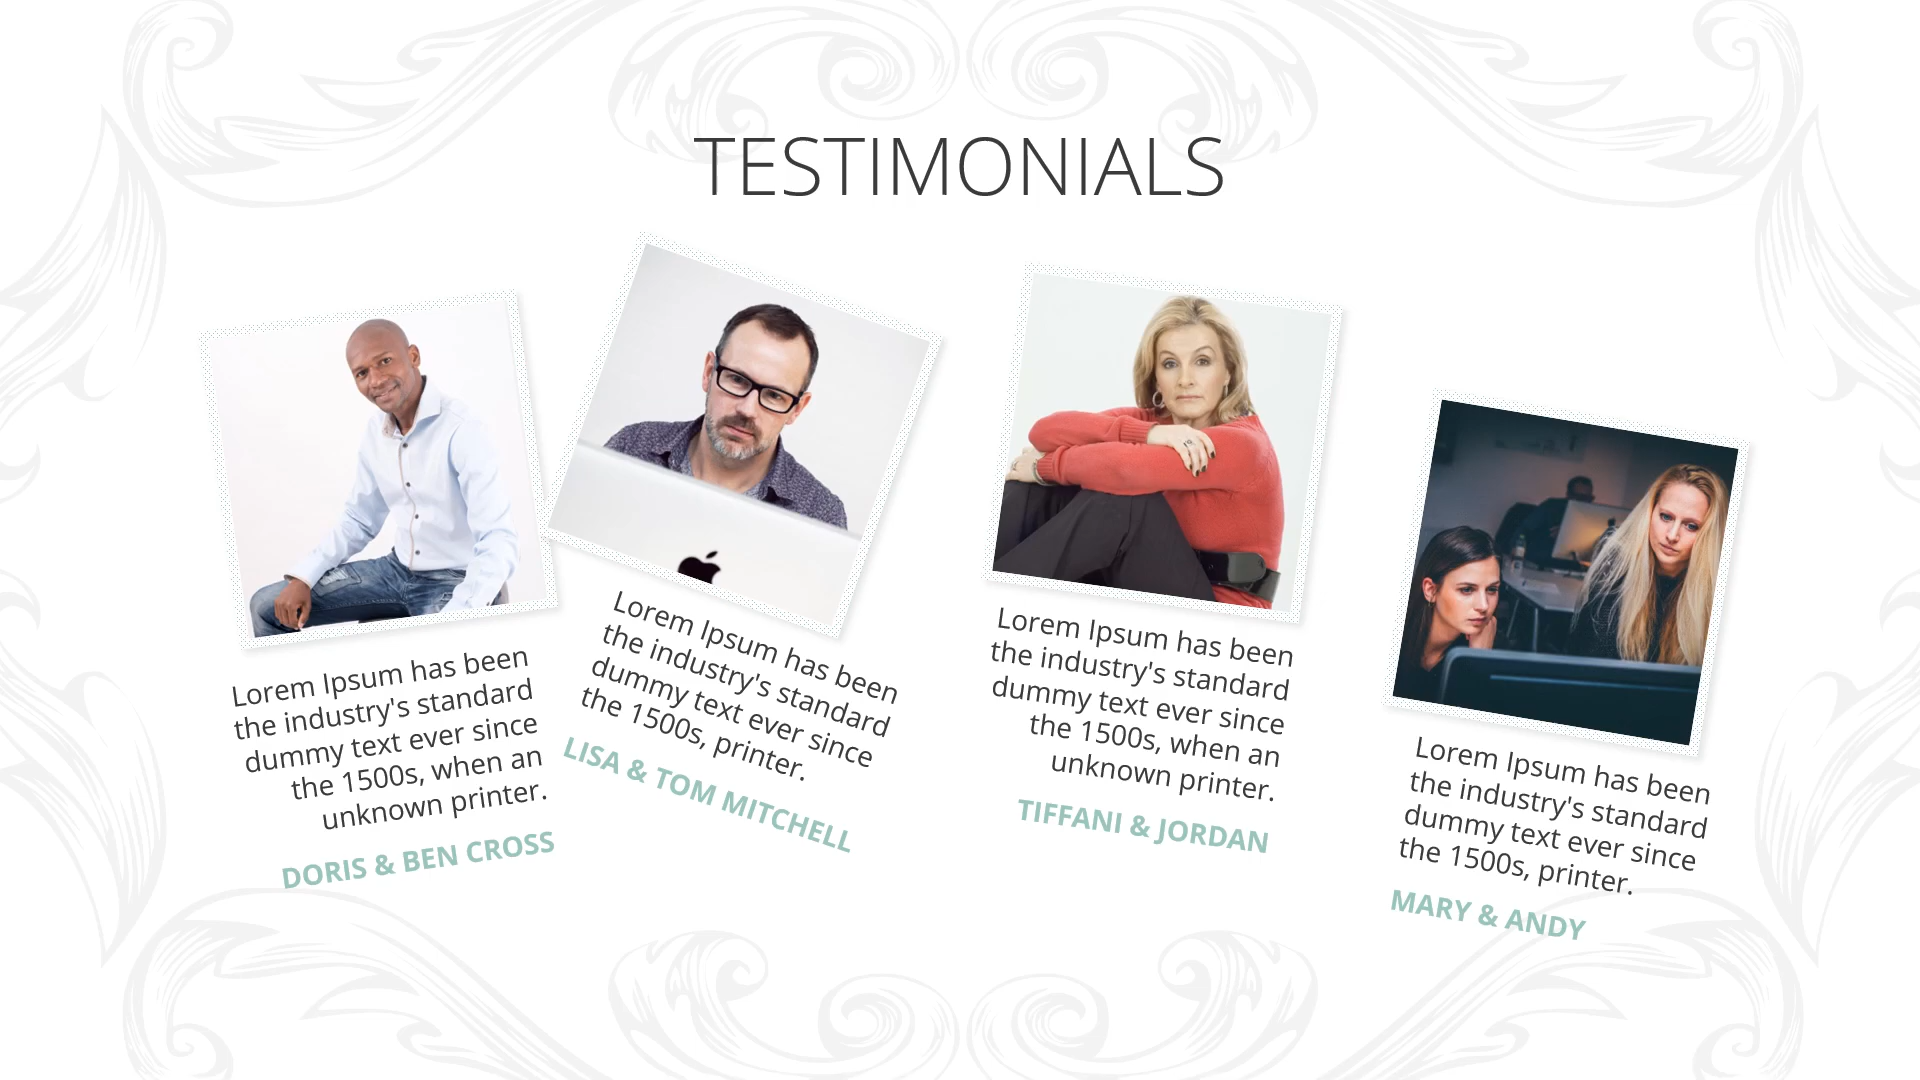 TESTIMONIALS
Lorem Ipsum has been
the industry's standard
dummy text ever since
the 1500s, when an
unknown printer.
DORIS & BEN CROSS
Lorem Ipsum has been
the industry's standard
dummy text ever since
the 1500s, printer.
LISA & TOM MITCHELL
Lorem Ipsum has been
the industry's standard
dummy text ever since
the 1500s, when an
unknown printer.
TIFFANI & JORDAN
Lorem Ipsum has been
the industry's standard
dummy text ever since
the 1500s, printer.
MARY & ANDY